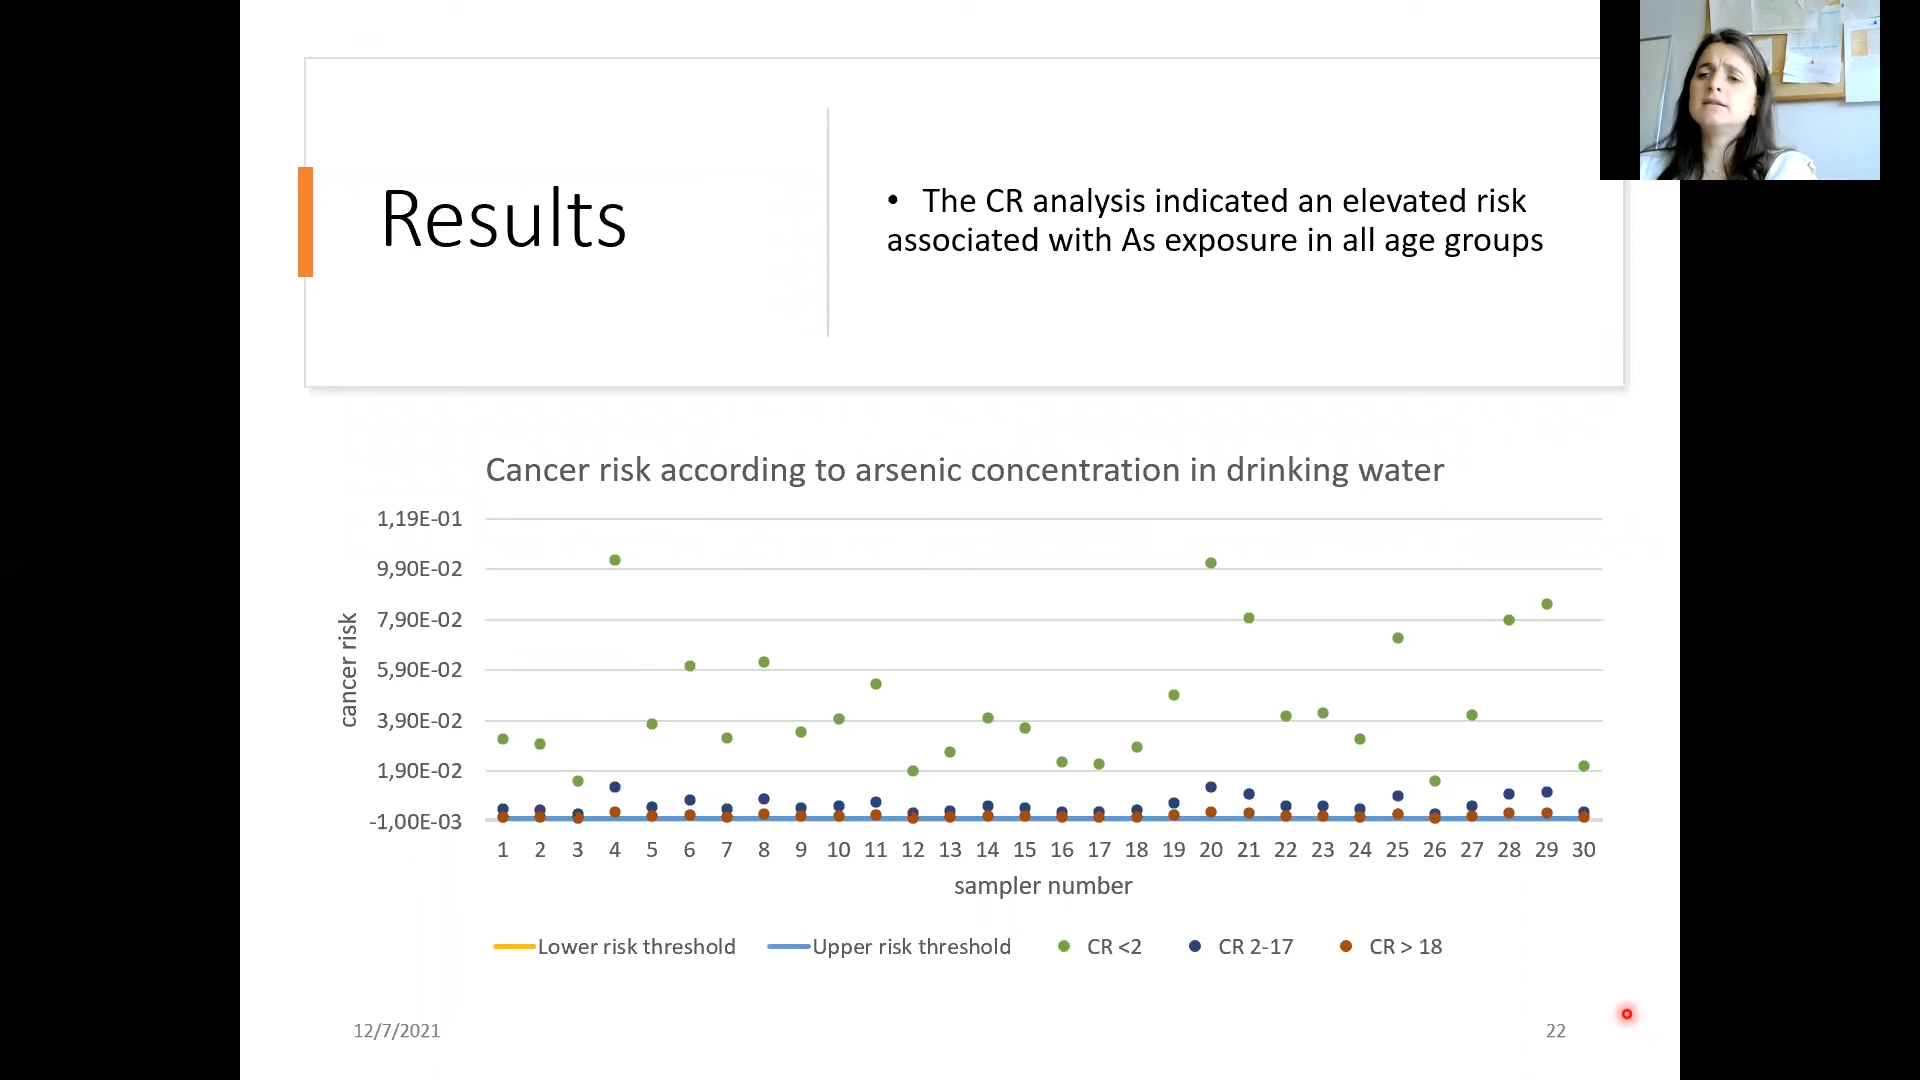 Results
• The CR analysis indicated an elevated risk
associated with As exposure in all age groups
Cancer risk according to arsenic concentration in drinking water
1,19E-01
9,90E-02
7,90E-02
5,90E-02
3,90E-02
1,90E-02
-1,00E-03
cancer risk
1 2 3 4 5 6 7 8 9 10 11 12 13 14 15 16 17 18 19 20 21 22 23 24 25 26 27 28 29 30
sampler number
Lower risk threshold Upper risk threshold CR <2 CR 2-17 CR > 18
12/7/2021 22